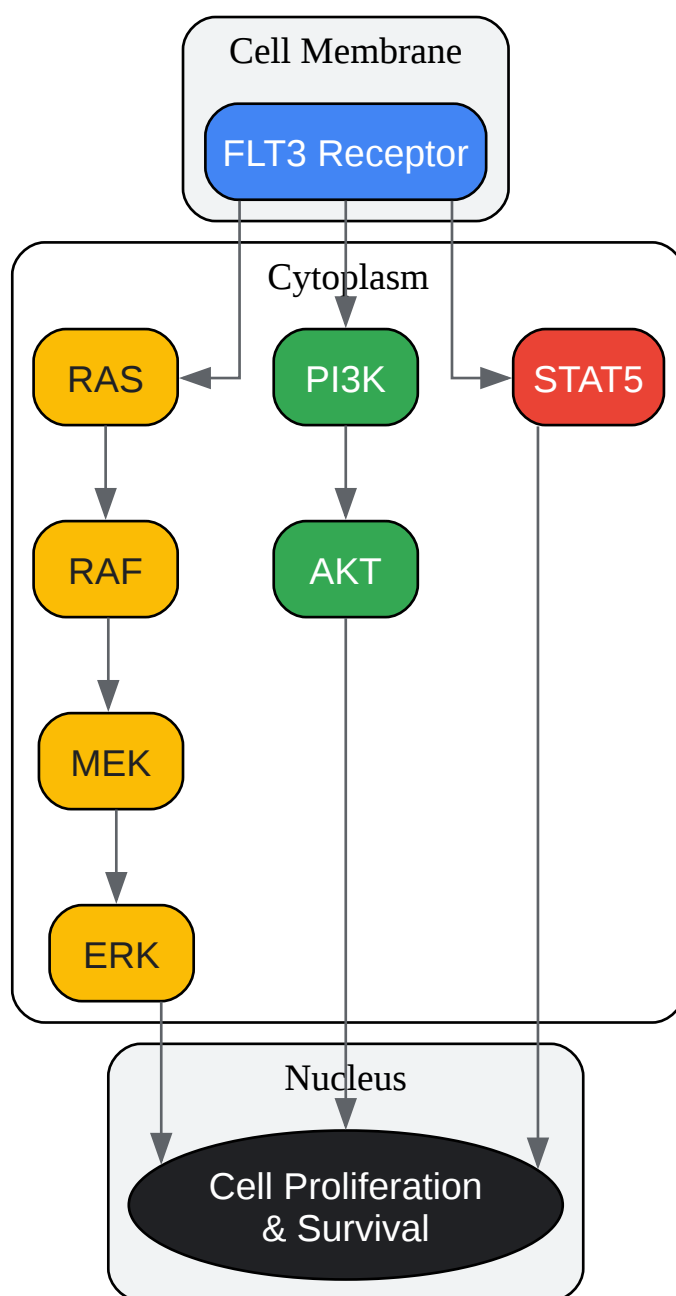 Cell Membrane
FLT3 Receptor
Cytoplasm
RAS
PI3K
STAT5
RAF
AKT
MEK
ERK
Nucleus
Cell Proliferation
& Survival